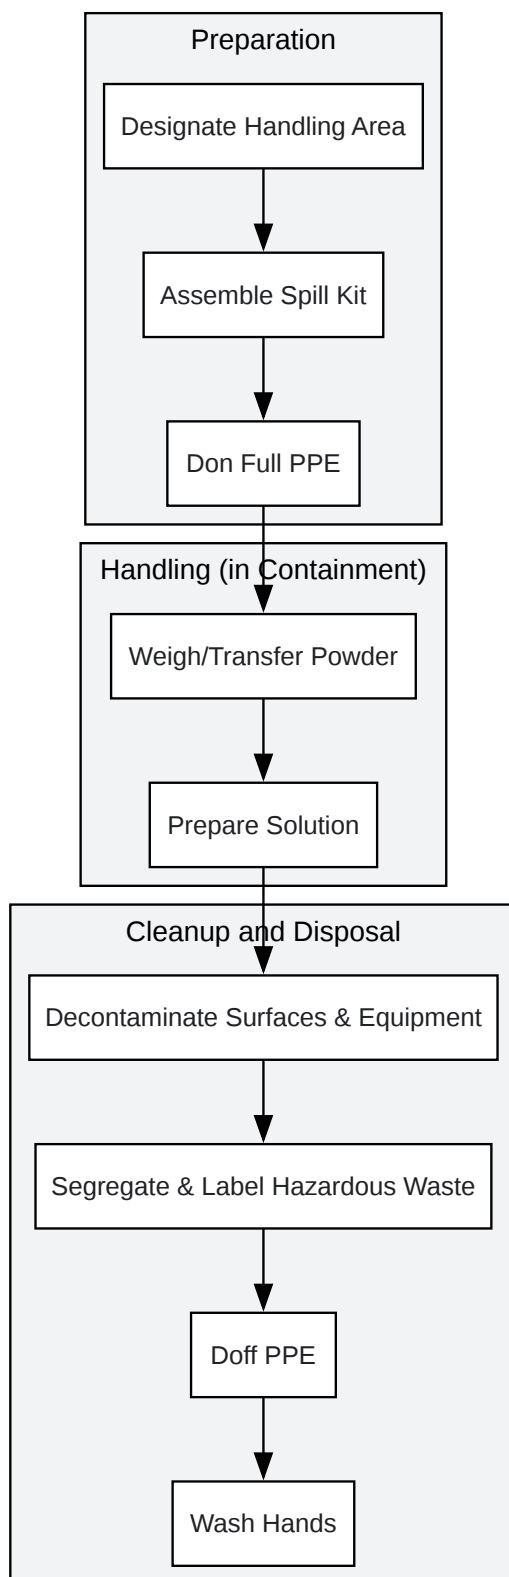 Preparation
Designate Handling Area
Assemble Spill Kit
Don Full PPE
Handling (in Containment)
Weigh/Transfer Powder
Prepare Solution
Cleanup and Disposal
Decontaminate Surfaces & Equipment
Segregate & Label Hazardous Waste
Doff PPE
Wash Hands